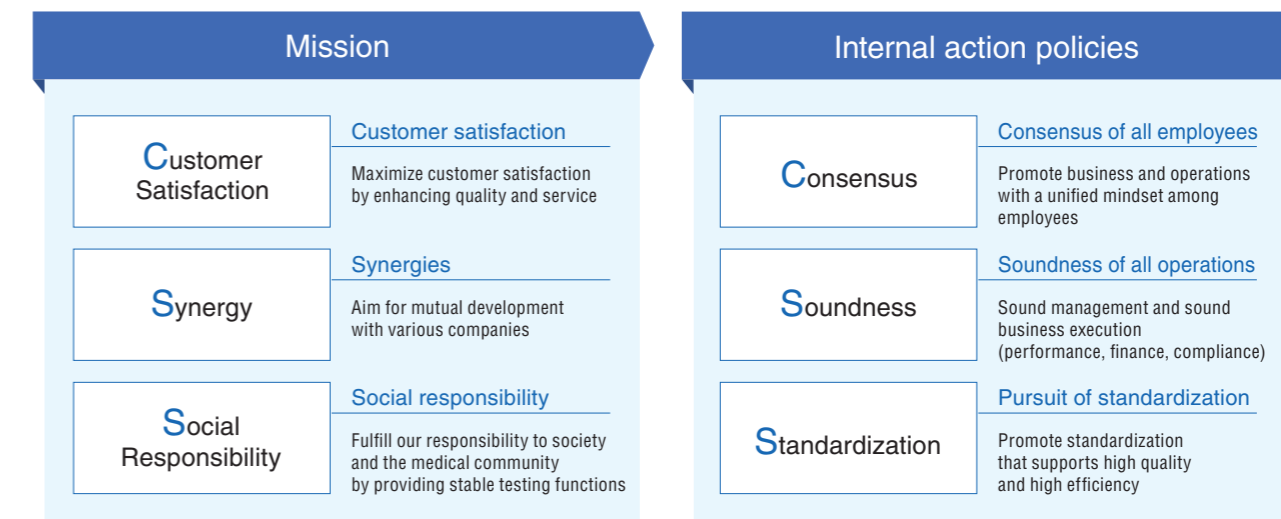 Mission
Customer
Satisfaction
Customer satisfaction
Maximize customer satisfaction
by enhancing quality and service
Synergy
Synergies
Aim for mutual development
with various companies
Social
Responsibility
Social responsibility
Fulfill our responsibility to society
and the medical community
by providing stable testing functions
Internal action policies
Consensus
Consensus of all employees
Promote business and operations
with a unified mindset among
employees
Soundness
Soundness of all operations
Sound management and sound
business execution
(performance, finance, compliance)
Standardization
Pursuit of standardization
Promote standardization
that supports high quality
and high efficiency